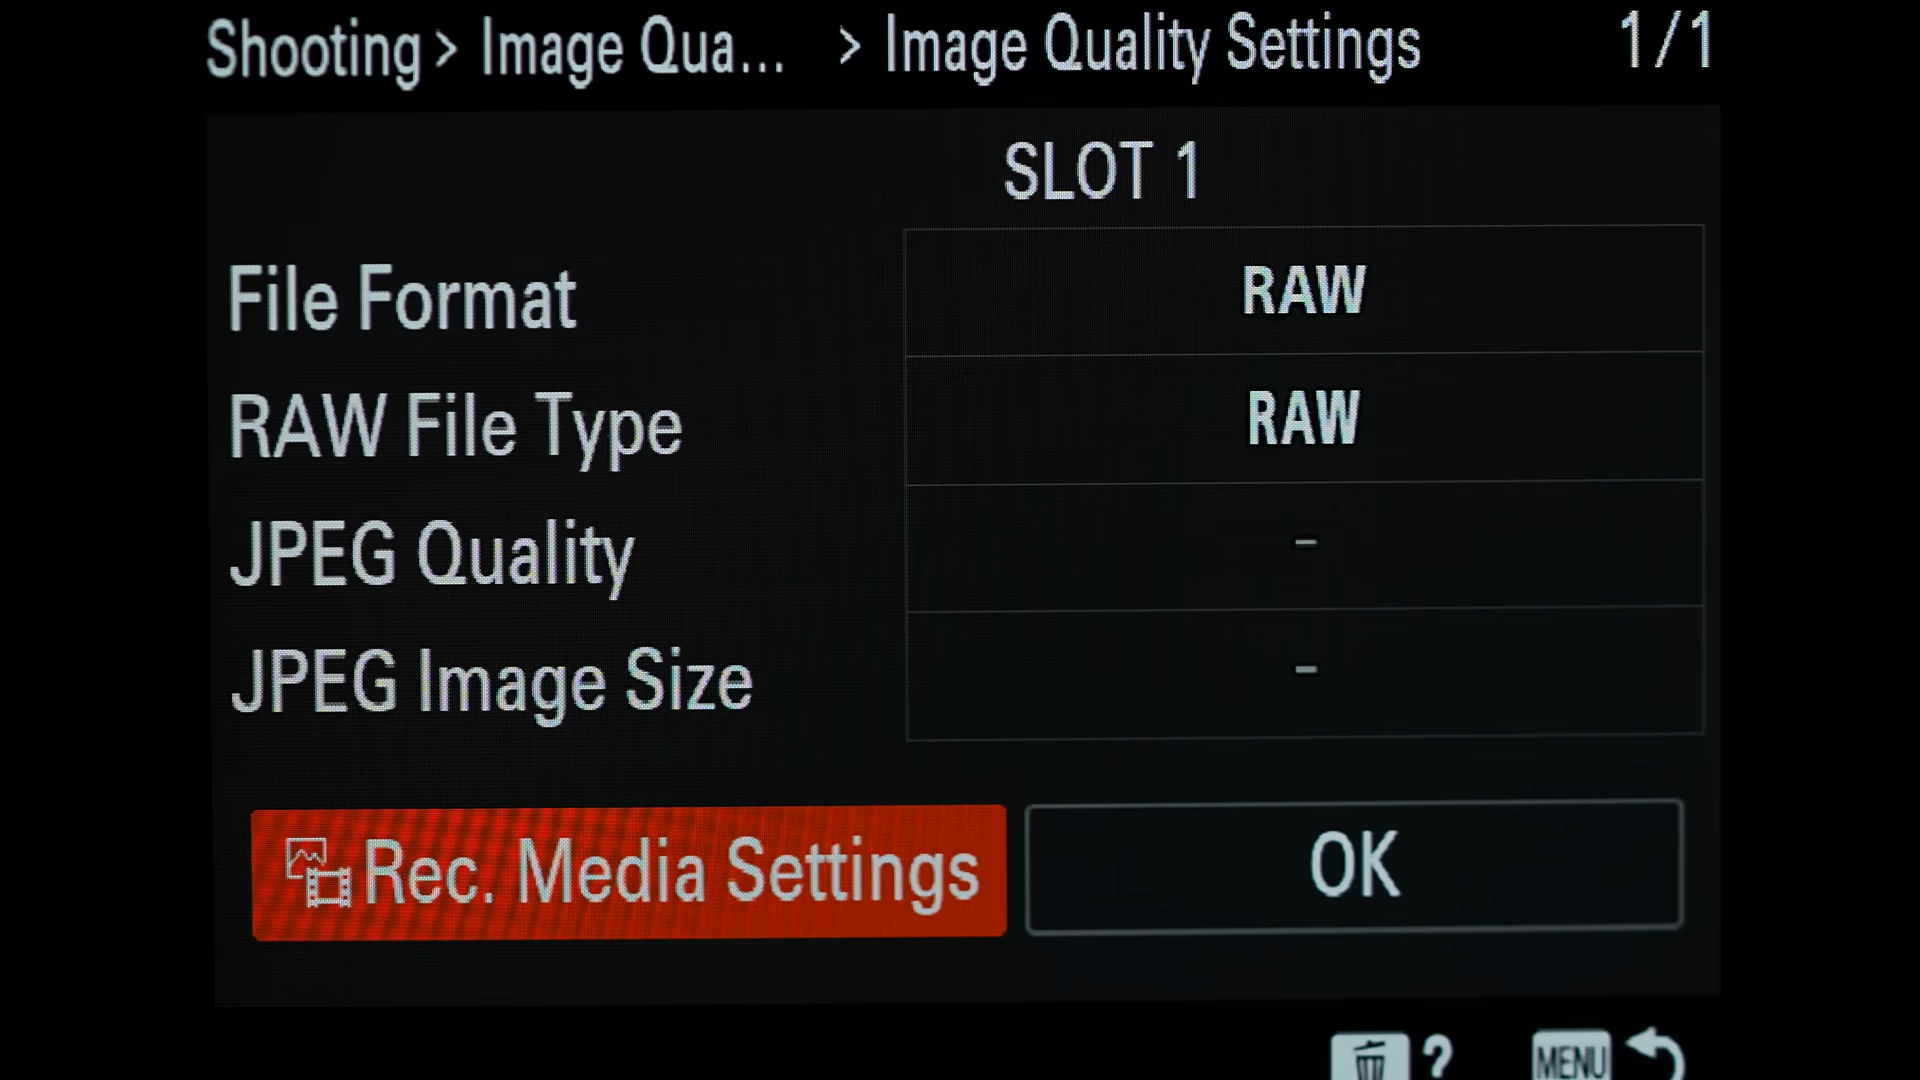 Shooting > Image Qua... > Image Quality Settings 1/1
SLOT 1
File Format RAW
RAW File Type RAW
JPEG Quality –
JPEG Image Size –
Rec. Media Settings OK
? MENU